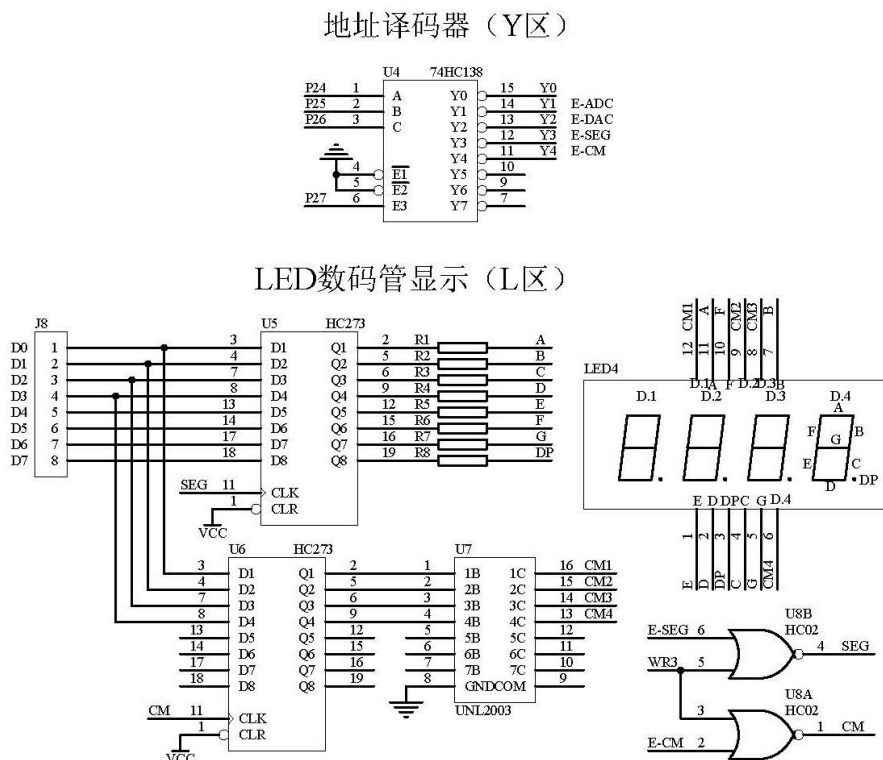 地址译码器（Y区）
U4 74HC138
P24 1 A Y0 15 Y0
P25 2 B Y1 14 Y1 E-ADC
P26 3 C Y2 13 Y2 E-DAC
Y3 12 Y3 E-SEG
Y4 11 Y4 E-CM
4 E1 Y5 10
5 E2 Y6 9
P27 6 E3 Y7 7
LED数码管显示（L区）
J8 U5 HC273
D0 1 3 D1 Q1 2 R1 A
D1 2 4 D2 Q2 5 R2 B
D2 3 7 D3 Q3 6 R3 C
D3 4 8 D4 Q4 9 R4 D
D4 5 13 D5 Q5 12 R5 E
D5 6 14 D6 Q6 15 R6 F
D6 7 17 D7 Q7 16 R7 G
D7 8 18 D8 Q8 19 R8 DP
SEG 11 CLK
1 CLR
VCC
12 CM1
11 A
10 F
9 CM2
8 CM3
7 B
LED4
D.1 A F D.2 D.3 B
D.1 D.2 D.3 D.4
A
F B
G
E C
D DP
E D DP C G D.4
1 E
2 D
3 DP
4 C
5 G
6 CM4
U6 HC273 U7
3 D1 Q1 2 1 1B 1C 16 CM1
4 D2 Q2 5 2 2B 2C 15 CM2
7 D3 Q3 6 3 3B 3C 14 CM3
8 D4 Q4 9 4 4B 4C 13 CM4
13 D5 Q5 12 5 5B 5C 12
14 D6 Q6 15 6 6B 6C 11
17 D7 Q7 16 7 7B 7C 10
18 D8 Q8 19 8 GNDCOM 9
UNL2003
CM 11 CLK
1 CLR
VCC
U8B
HC02
E-SEG 6
4 SEG
WR3 5
U8A
HC02
3
1 CM
E-CM 2